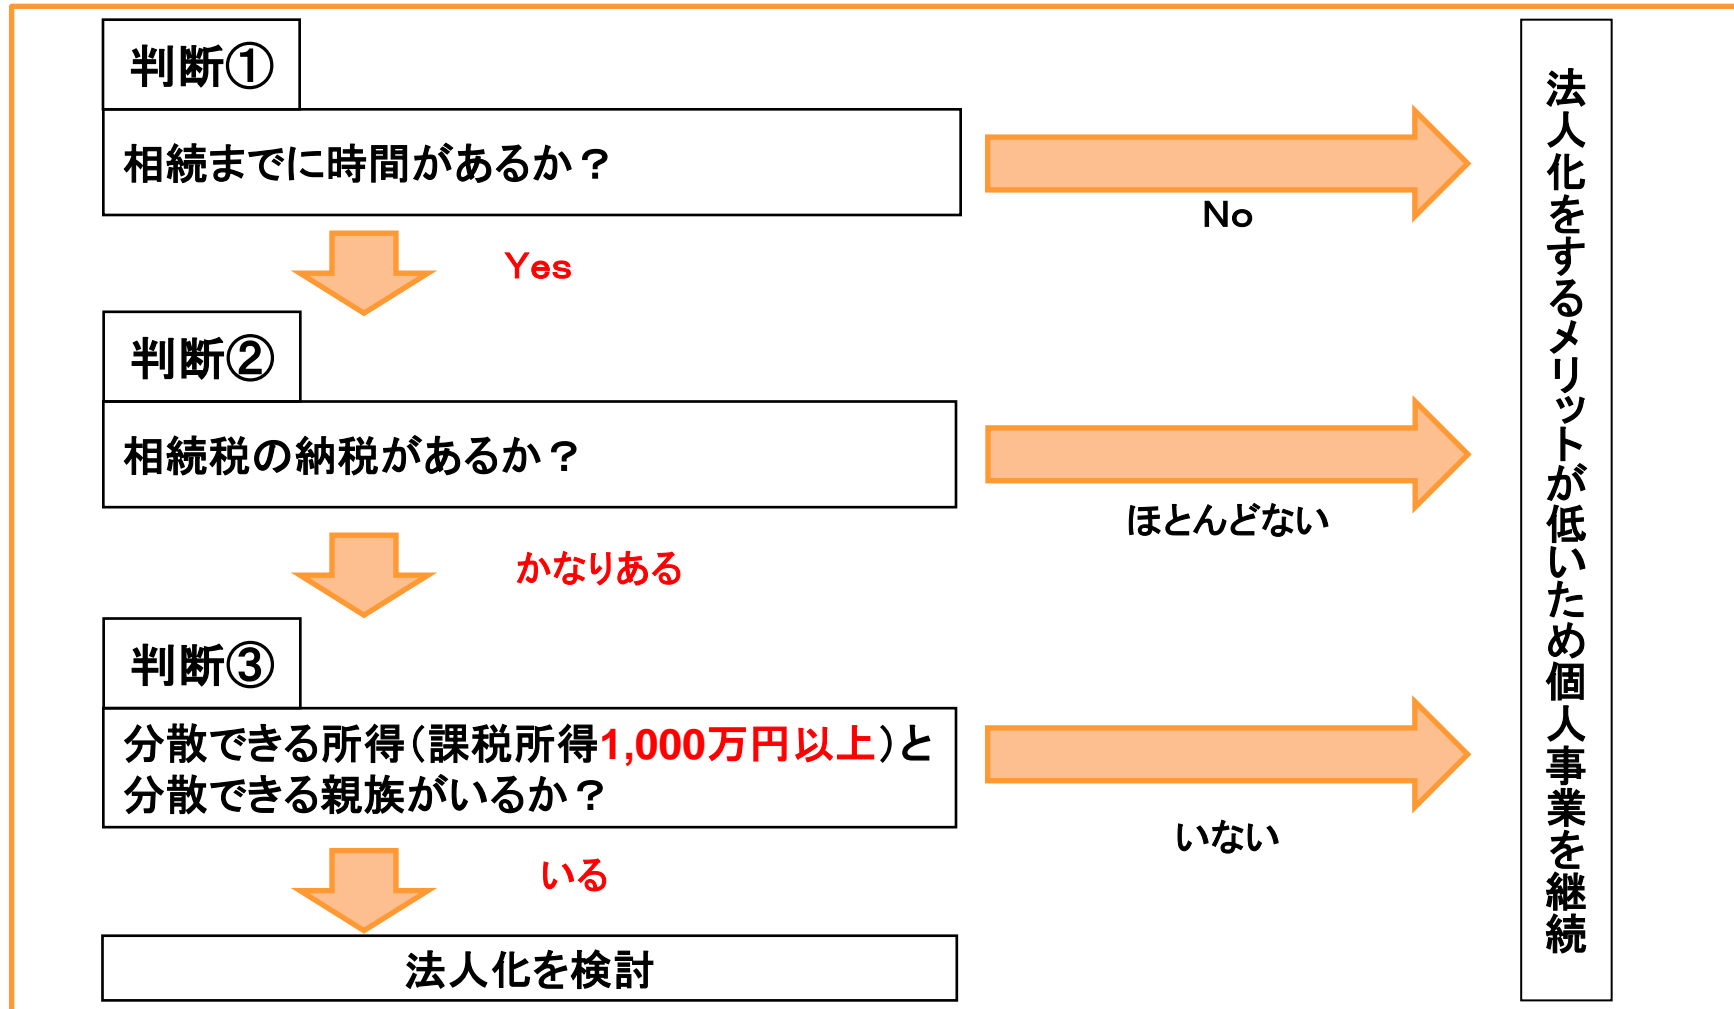 判断①
相続までに時間があるか？
No
Yes
判断②
相続税の納税があるか？
ほとんどない
かなりある
判断③
分散できる所得（課税所得1,000万円以上）と
分散できる親族がいるか？
いない
いる
法人化を検討
法人化をするメリットが低いため個人事業を継続